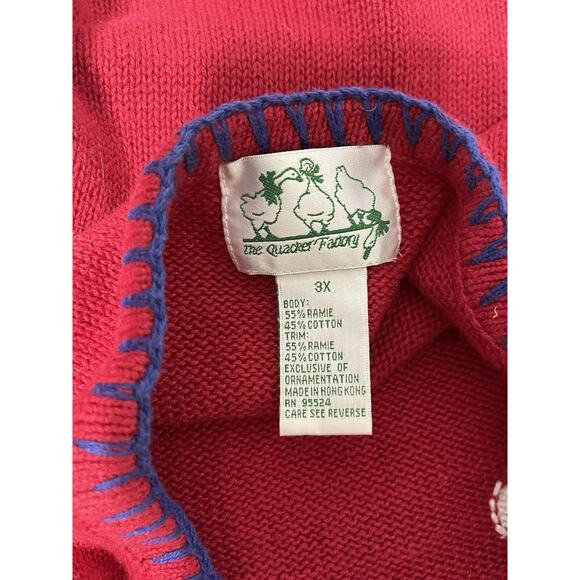 the Quacker Factory
3X
BODY:
55% RAMIE
45% COTTON
TRIM:
55% RAMIE
45% COTTON
EXCLUSIVE OF
ORNAMENTATION
MADE IN HONG KONG
RN 95524
CARE SEE REVERSE